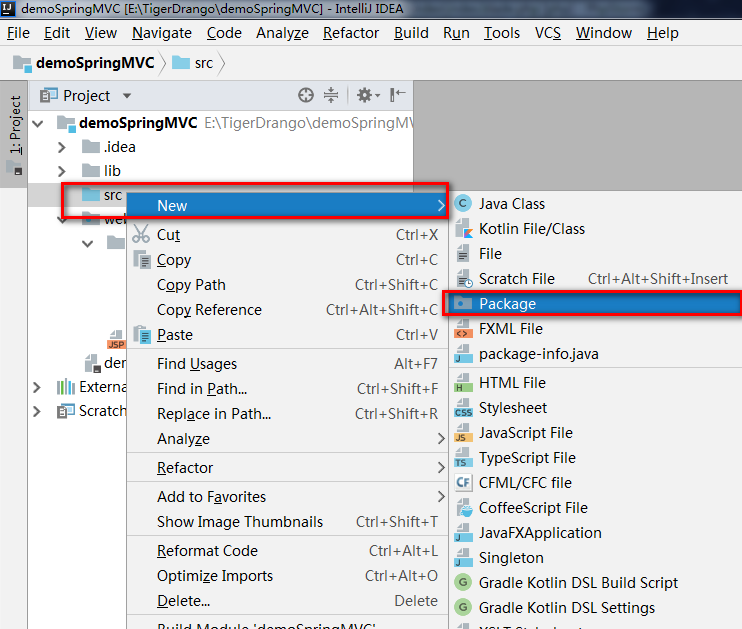 demoSpringMVC [E:\TigerDrango\demoSpringMVC] - IntelliJ IDEA
File Edit View Navigate Code Analyze Refactor Build Run Tools VCS Window Help
demoSpringMVC src
1: Project
Project
demoSpringMVC E:\TigerDrango\demoSpringMV
.idea
lib
src
web
JSP
dem
Externa
Scratch
New
Cut Ctrl+X
Copy Ctrl+C
Copy Path Ctrl+Shift+C
Copy Reference Ctrl+Alt+Shift+C
Paste Ctrl+V
Find Usages Alt+F7
Find in Path... Ctrl+Shift+F
Replace in Path... Ctrl+Shift+R
Analyze
Refactor
Add to Favorites
Show Image Thumbnails Ctrl+Shift+T
Reformat Code Ctrl+Alt+L
Optimize Imports Ctrl+Alt+O
Delete... Delete
Build Module 'demoSpringMVC'
Java Class
Kotlin File/Class
File
Scratch File Ctrl+Alt+Shift+Insert
Package
FXML File
package-info.java
HTML File
Stylesheet
JavaScript File
TypeScript File
CFML/CFC file
CoffeeScript File
JavaFXApplication
Singleton
Gradle Kotlin DSL Build Script
Gradle Kotlin DSL Settings
XSLT Stylesheet